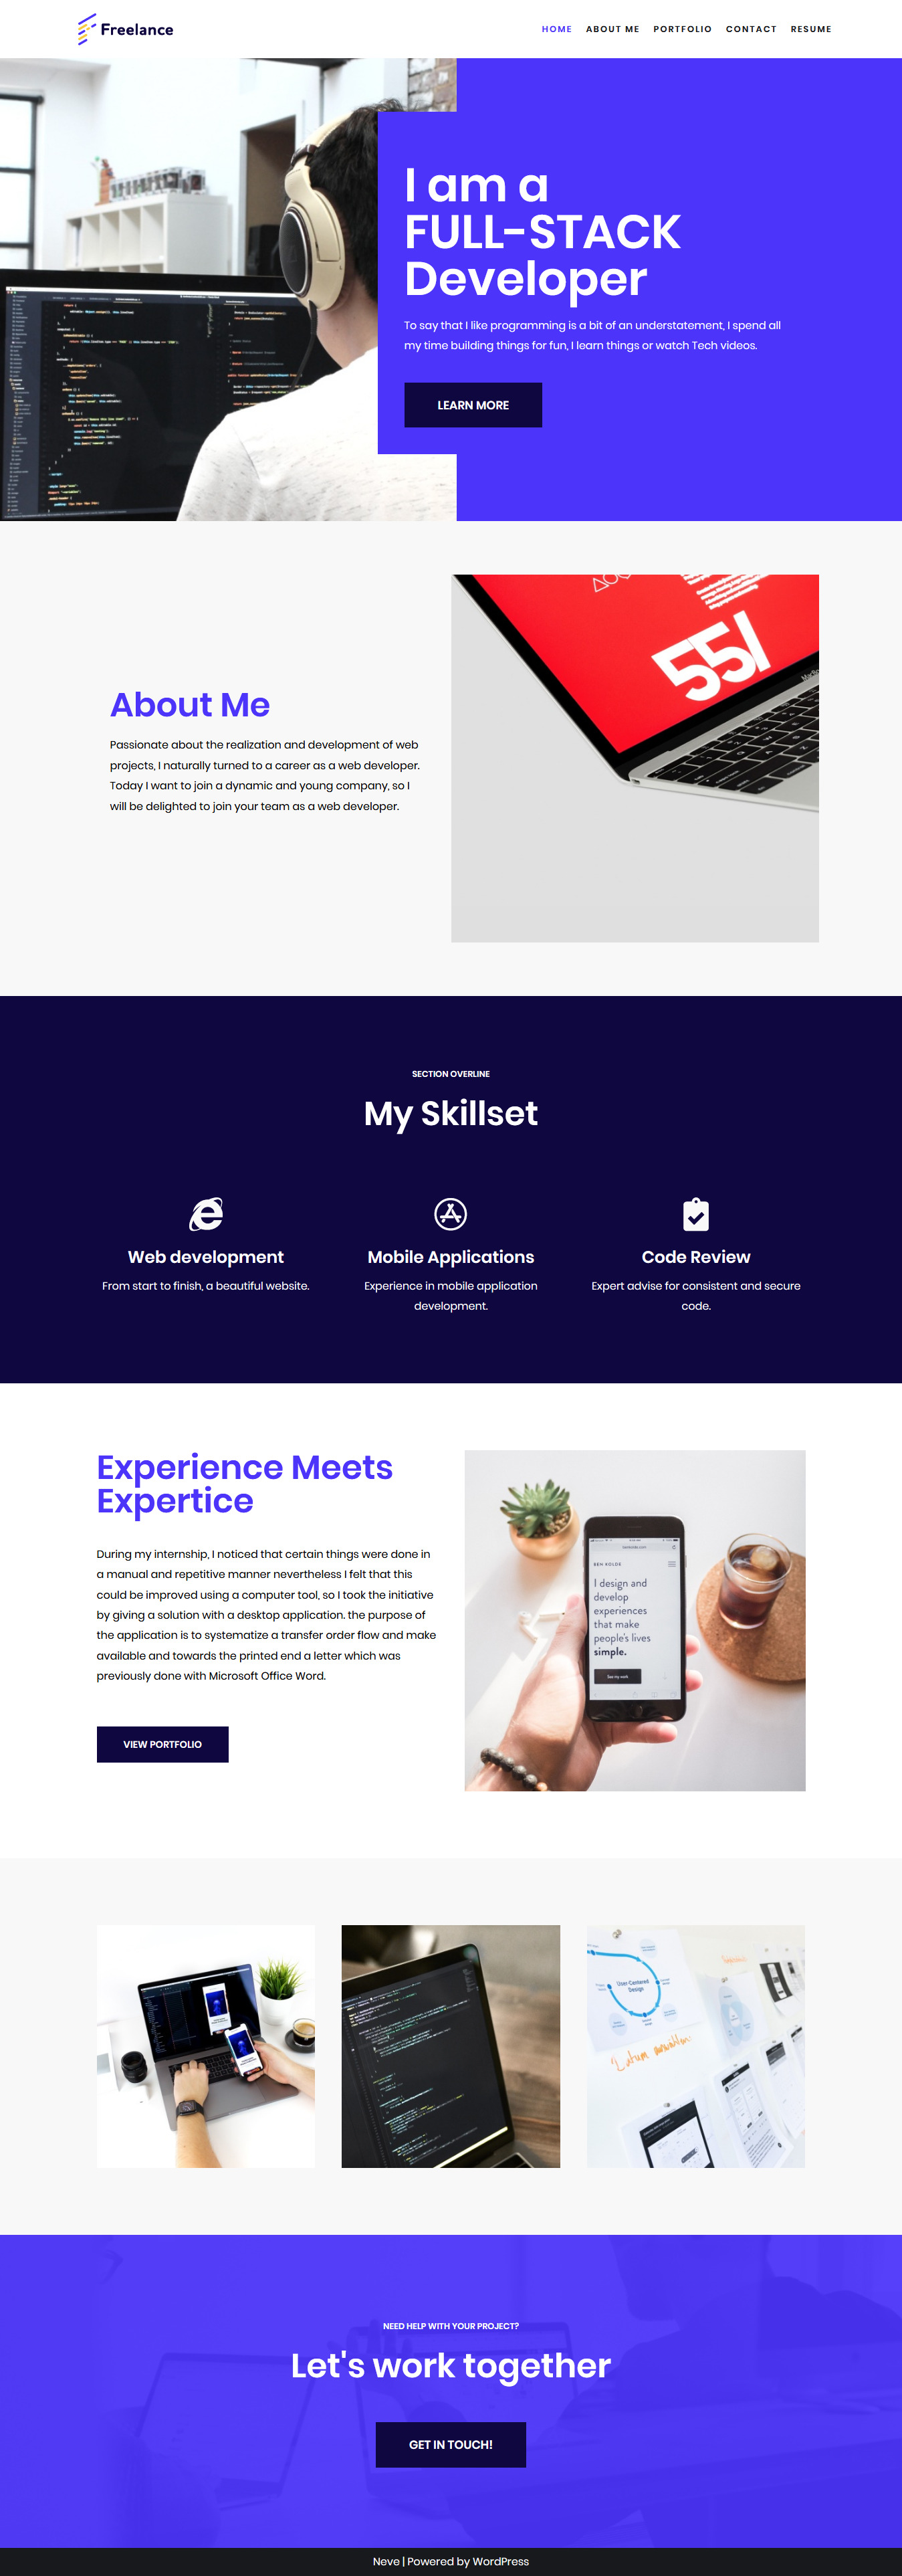 Freelance
HOME ABOUT ME PORTFOLIO CONTACT RESUME
I am a
FULL-STACK
Developer
To say that I like programming is a bit of an understatement, I spend all
my time building things for fun, I learn things or watch Tech videos.
LEARN MORE
55/
About Me
Passionate about the realization and development of web
projects, I naturally turned to a career as a web developer.
Today I want to join a dynamic and young company, so I
will be delighted to join your team as a web developer.
SECTION OVERLINE
My Skillset
Web development
From start to finish, a beautiful website.
Mobile Applications
Experience in mobile application
development.
Code Review
Expert advise for consistent and secure
code.
Experience Meets
Expertice
During my internship, I noticed that certain things were done in
a manual and repetitive manner nevertheless I felt that this
could be improved using a computer tool, so I took the initiative
by giving a solution with a desktop application. the purpose of
the application is to systematize a transfer order flow and make
available and towards the printed end a letter which was
previously done with Microsoft Office Word.
VIEW PORTFOLIO
BEN KOLDE
I design and
develop
experiences
that make
people's lives
simple.
See my work
User-Centered
Design
NEED HELP WITH YOUR PROJECT?
Let's work together
GET IN TOUCH!
Neve | Powered by WordPress